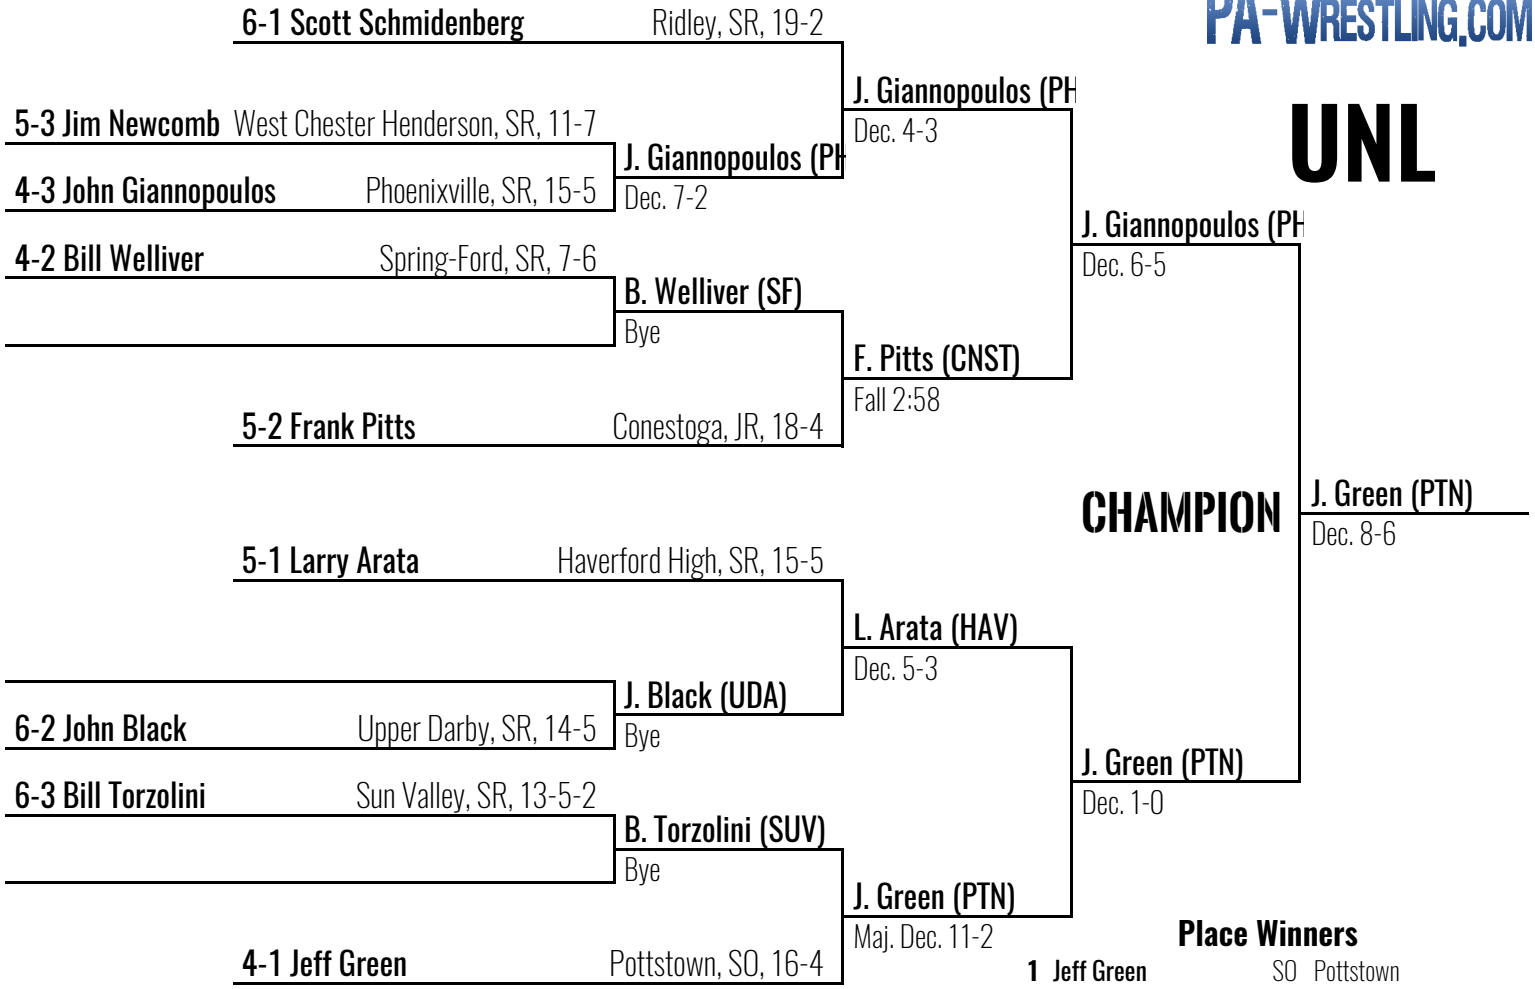 PA-WRESTLING.COM
UNL
6-1 Scott Schmidenberg Ridley, SR, 19-2
J. Giannopoulos (PH
Dec. 4-3
5-3 Jim Newcomb West Chester Henderson, SR, 11-7
J. Giannopoulos (PH
Dec. 7-2
4-3 John Giannopoulos Phoenixville, SR, 15-5
J. Giannopoulos (PH
Dec. 6-5
4-2 Bill Welliver Spring-Ford, SR, 7-6
B. Welliver (SF)
Bye
F. Pitts (CNST)
Fall 2:58
5-2 Frank Pitts Conestoga, JR, 18-4
CHAMPION
J. Green (PTN)
Dec. 8-6
5-1 Larry Arata Haverford High, SR, 15-5
L. Arata (HAV)
Dec. 5-3
J. Black (UDA)
Bye
6-2 John Black Upper Darby, SR, 14-5
J. Green (PTN)
Dec. 1-0
6-3 Bill Torzolini Sun Valley, SR, 13-5-2
B. Torzolini (SUV)
Bye
J. Green (PTN)
Maj. Dec. 11-2
4-1 Jeff Green Pottstown, SO, 16-4
Place Winners
1 Jeff Green SO Pottstown